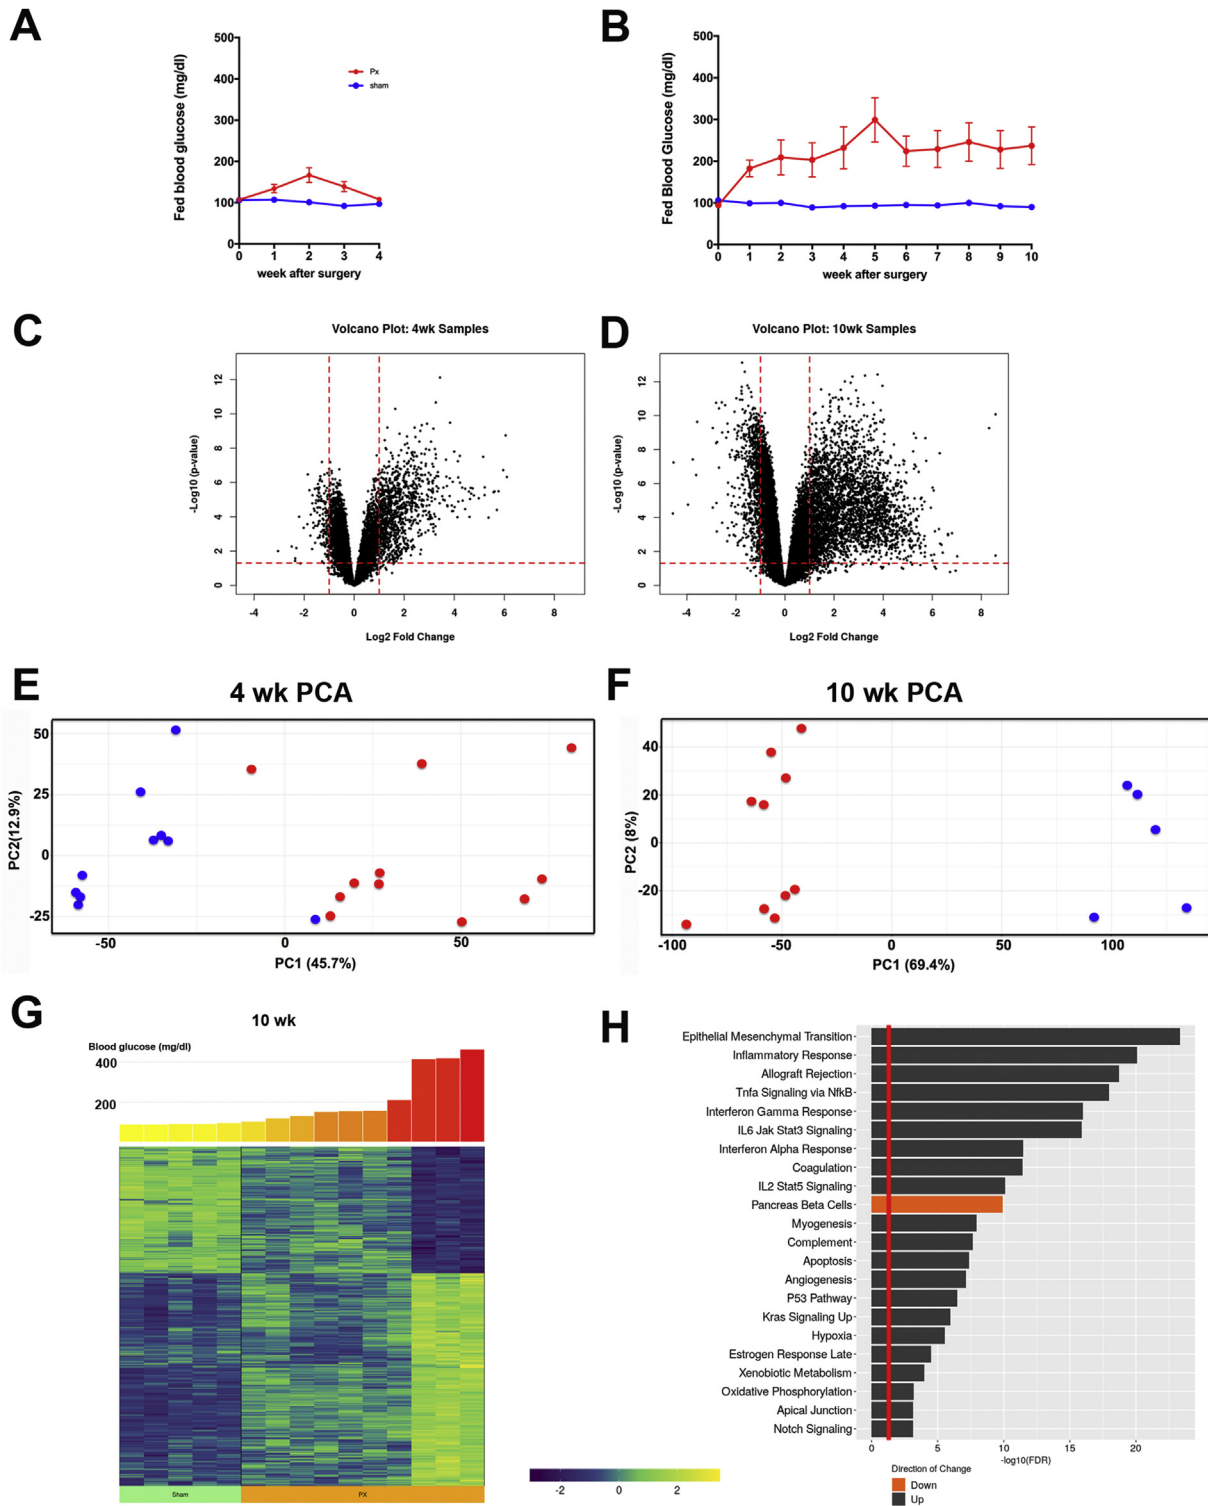 A
Fed blood glucose (mg/dl)
500
400
300
200
100
0
0 1 2 3 4
week after surgery
Px
sham
B
Fed Blood Glucose (mg/dl)
500
400
300
200
100
0
0 1 2 3 4 5 6 7 8 9 10
week after surgery
C
Volcano Plot: 4wk Samples
-Log10 (p-value)
12
10
8
6
4
2
0
-4 -2 0 2 4 6 8
Log2 Fold Change
D
Volcano Plot: 10wk Samples
-Log10 (p-value)
12
10
8
6
4
2
0
-4 -2 0 2 4 6 8
Log2 Fold Change
E
4 wk PCA
PC2(12.9%)
50
25
0
-25
-50 0 50
PC1 (45.7%)
F
10 wk PCA
PC2 (8%)
40
20
0
-20
-100 -50 0 50 100
PC1 (69.4%)
G
10 wk
Blood glucose (mg/dl)
400
200
Sham PX
-2 0 2
H
Epithelial Mesenchymal Transition
Inflammatory Response
Allograft Rejection
Tnfa Signaling via NfkB
Interferon Gamma Response
IL6 Jak Stat3 Signaling
Interferon Alpha Response
Coagulation
IL2 Stat5 Signaling
Pancreas Beta Cells
Myogenesis
Complement
Apoptosis
Angiogenesis
P53 Pathway
Kras Signaling Up
Hypoxia
Estrogen Response Late
Xenobiotic Metabolism
Oxidative Phosphorylation
Apical Junction
Notch Signaling
0 5 10 15 20
-log10(FDR)
Direction of Change
Down
Up